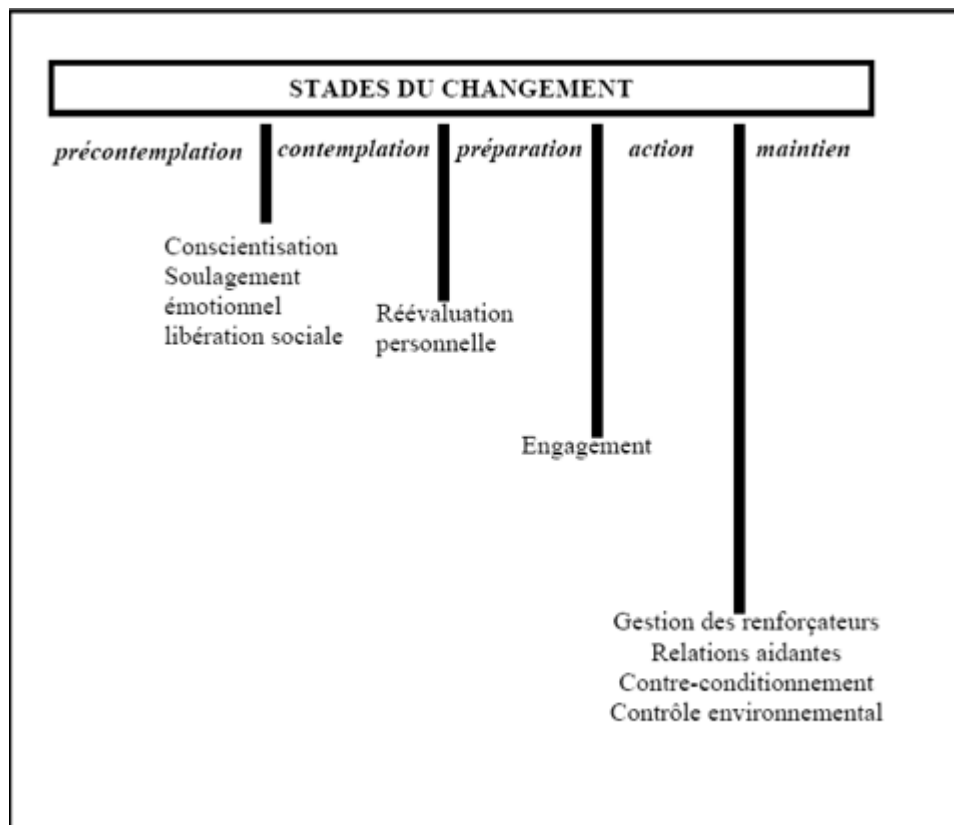 STADES DU CHANGEMENT
précontemplation contemplation préparation action maintien
Conscientisation
Soulagement
émotionnel
libération sociale
Réévaluation
personnelle
Engagement
Gestion des renforçateurs
Relations aidantes
Contre-conditionnement
Contrôle environnemental